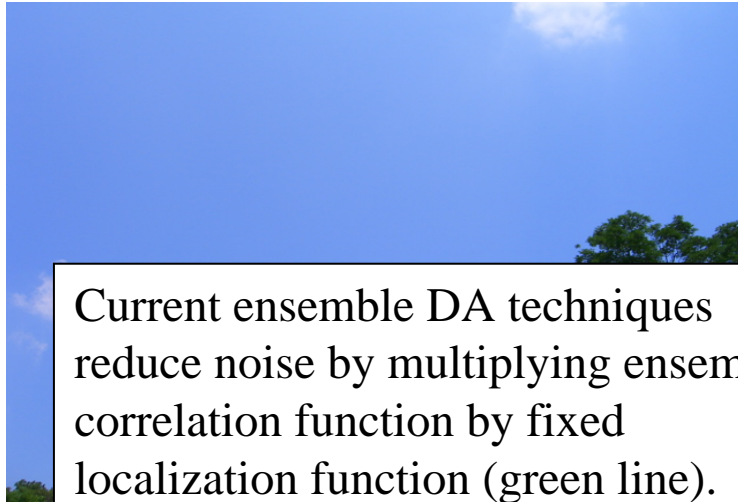 Current ensemble DA techniques
reduce noise by multiplying ensem
correlation function by fixed
localization function (green line).